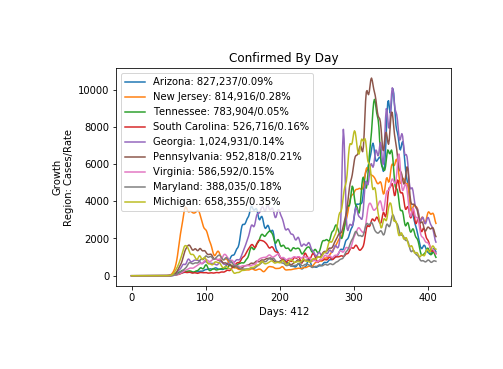 Confirmed By Day
Growth
Region: Cases/Rate
10000
8000
6000
4000
2000
0
Arizona: 827,237/0.09%
New Jersey: 814,916/0.28%
Tennessee: 783,904/0.05%
South Carolina: 526,716/0.16%
Georgia: 1,024,931/0.14%
Pennsylvania: 952,818/0.21%
Virginia: 586,592/0.15%
Maryland: 388,035/0.18%
Michigan: 658,355/0.35%
0 100 200 300 400
Days: 412